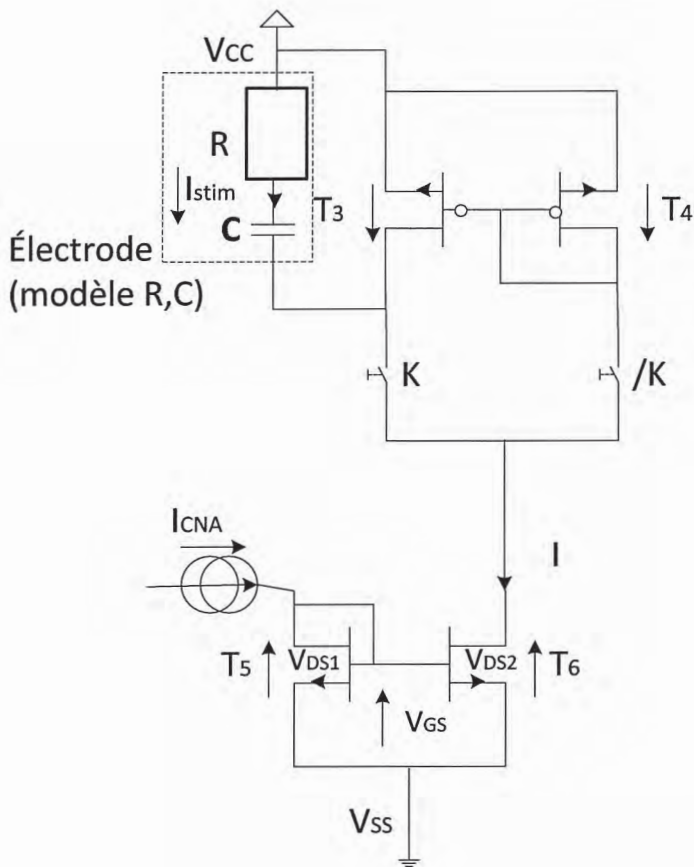 VCC
R
Istim
C
T3
T4
Électrode
(modèle R,C)
K
/K
ICNA
I
T5
VDS1
VDS2
T6
VGS
VSS